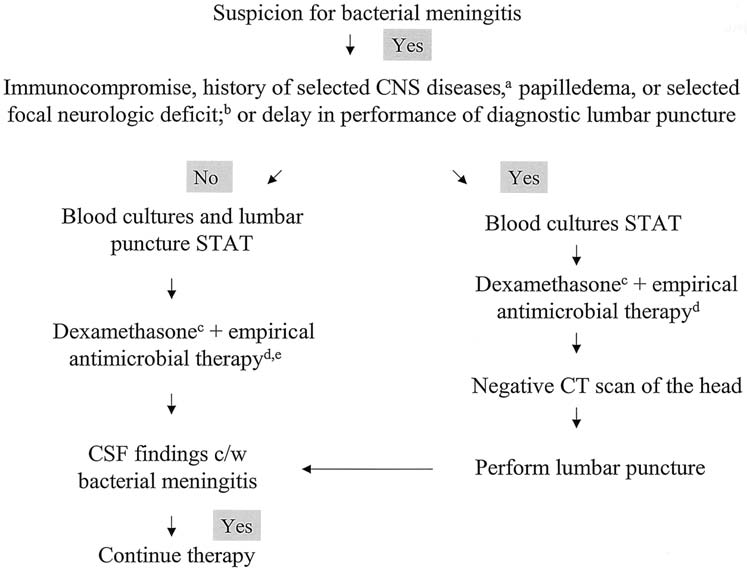 Suspicion for bacterial meningitis
Yes
Immunocompromise, history of selected CNS diseases,ᵃ papilledema, or selected
focal neurologic deficit;ᵇ or delay in performance of diagnostic lumbar puncture
No
Yes
Blood cultures and lumbar
puncture STAT
Dexamethasoneᶜ + empirical
antimicrobial therapyᵈ,ᵉ
CSF findings c/w
bacterial meningitis
Yes
Continue therapy
Blood cultures STAT
Dexamethasoneᶜ + empirical
antimicrobial therapyᵈ
Negative CT scan of the head
Perform lumbar puncture